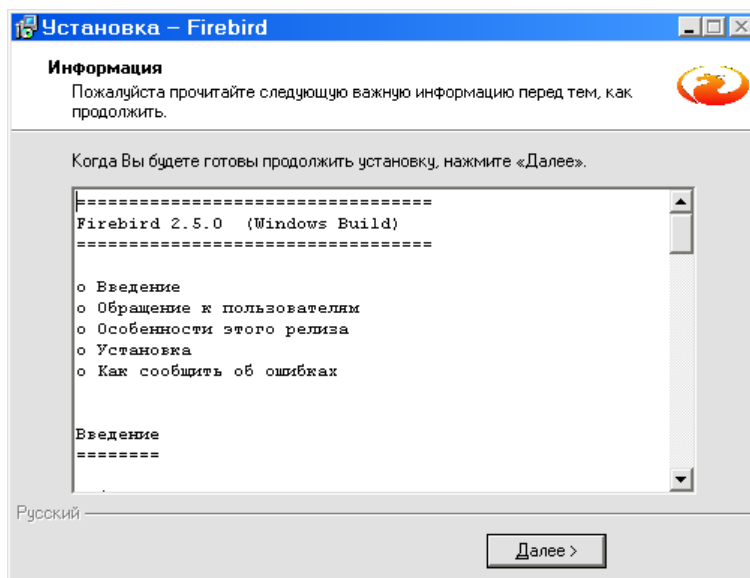 Установка – Firebird
Информация
Пожалуйста прочитайте следующую важную информацию перед тем, как
продолжить.
Когда Вы будете готовы продолжить установку, нажмите «Далее».
==================================
Firebird 2.5.0  (Windows Build)
==================================
o Введение
o Обращение к пользователям
o Особенности этого релиза
o Установка
o Как сообщить об ошибках
Введение
========
Русский
Далее >